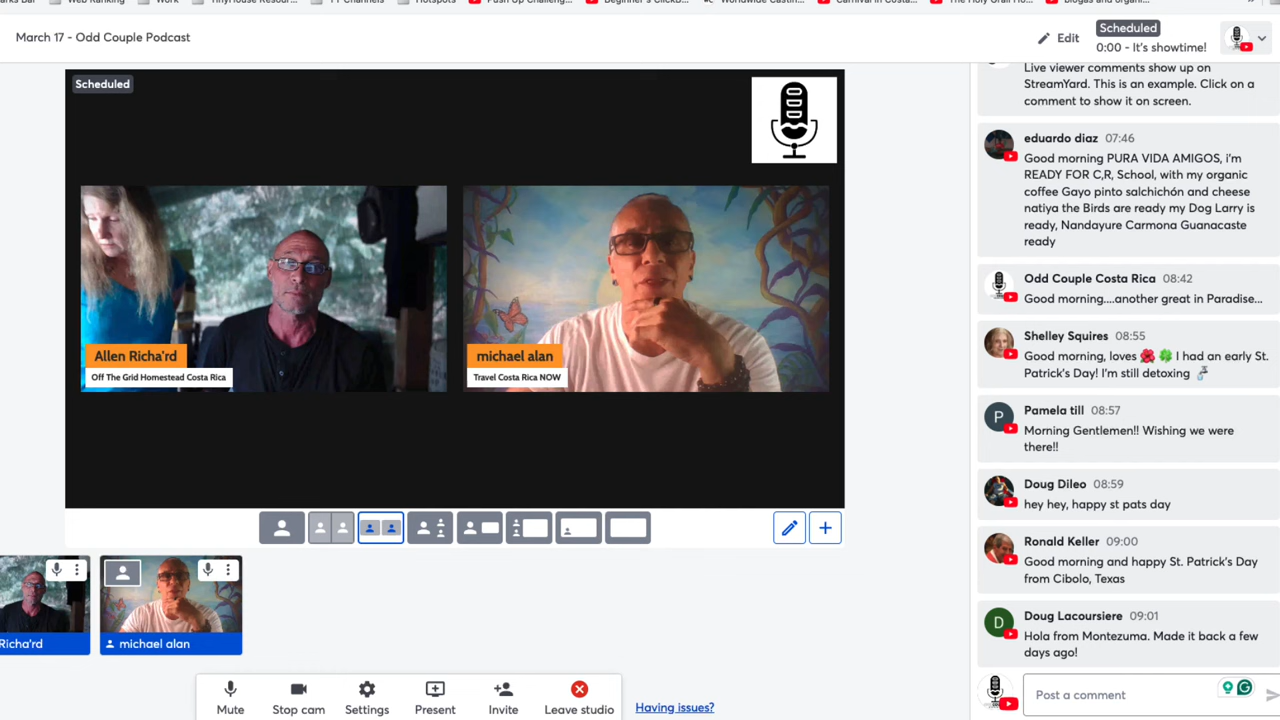 Web Ranking
Work
March 17 - Odd Couple Podcast
Edit
Scheduled
0:00 - It's showtime!
Scheduled
Allen Richa'rd
Off The Grid Homestead Costa Rica
michael alan
Travel Costa Rica NOW
Richa'rd
michael alan
Mute
Stop cam
Settings
Present
Invite
Leave studio
Having issues?
Live viewer comments show up on
StreamYard. This is an example. Click on a
comment to show it on screen.
eduardo diaz 07:46
Good morning PURA VIDA AMIGOS, i'm
READY FOR C,R, School, with my organic
coffee Gayo pinto salchichón and cheese
natiya the Birds are ready my Dog Larry is
ready, Nandayure Carmona Guanacaste
ready
Odd Couple Costa Rica 08:42
Good morning....another great in Paradise...
Shelley Squires 08:55
Good morning, loves 🌺🍀 I had an early St.
Patrick's Day! I'm still detoxing
Pamela till 08:57
P
Morning Gentlemen!! Wishing we were
there!!
Doug Dileo 08:59
hey hey, happy st pats day
Ronald Keller 09:00
Good morning and happy St. Patrick's Day
from Cibolo, Texas
Doug Lacoursiere 09:01
D
Hola from Montezuma. Made it back a few
days ago!
Post a comment